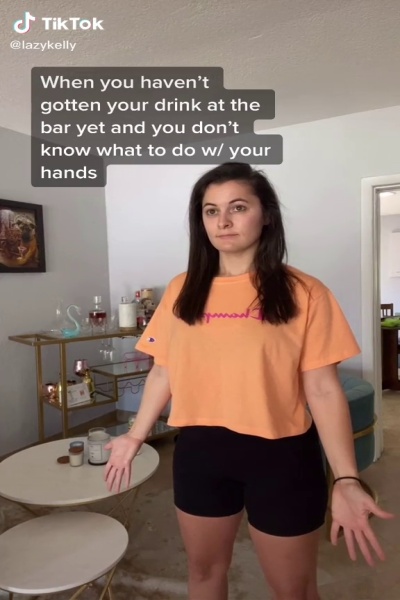 TikTok
@lazykelly
When you haven't
gotten your drink at the
bar yet and you don't
know what to do w/ your
hands
Champ